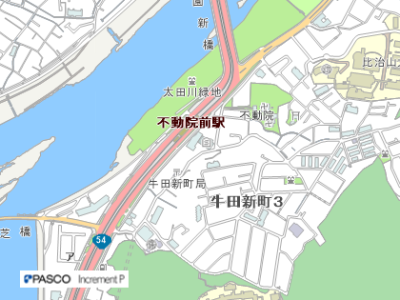 園新橋
太田川緑地
比治山
不動院前駅
不動院
牛田新町局
牛田新町3
芝橋
54
ア
PASCO Increment P